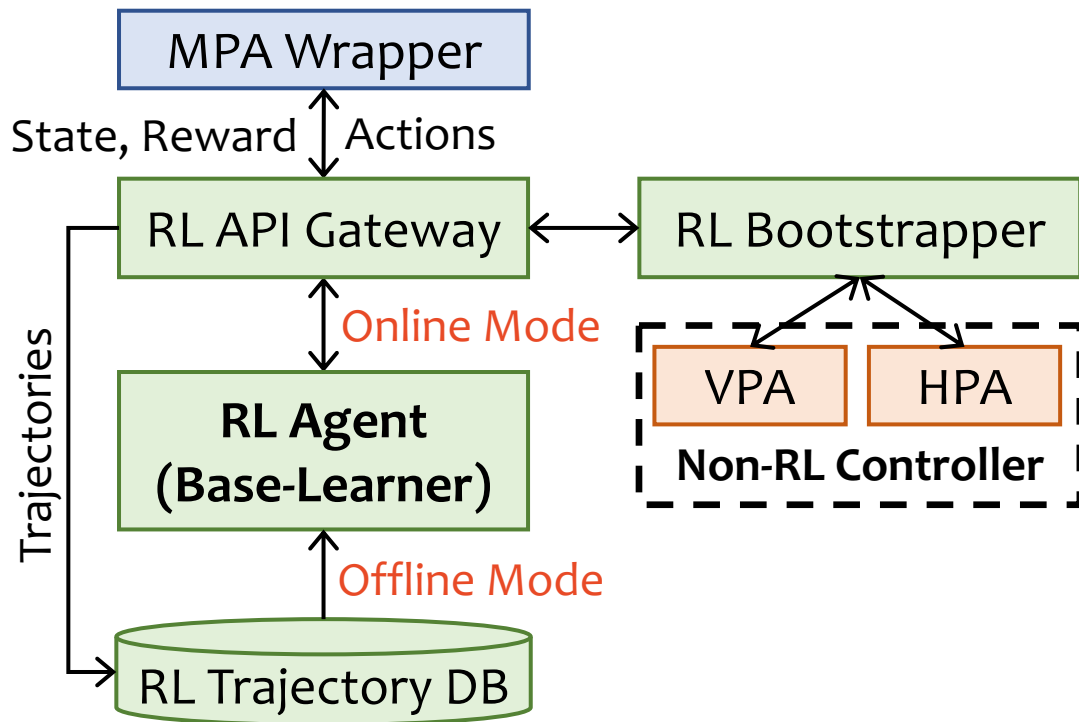 MPA Wrapper
State, Reward
Actions
RL API Gateway
RL Bootstrapper
Online Mode
Trajectories
VPA
HPA
RL Agent
(Base-Learner)
Non-RL Controller
Offline Mode
RL Trajectory DB